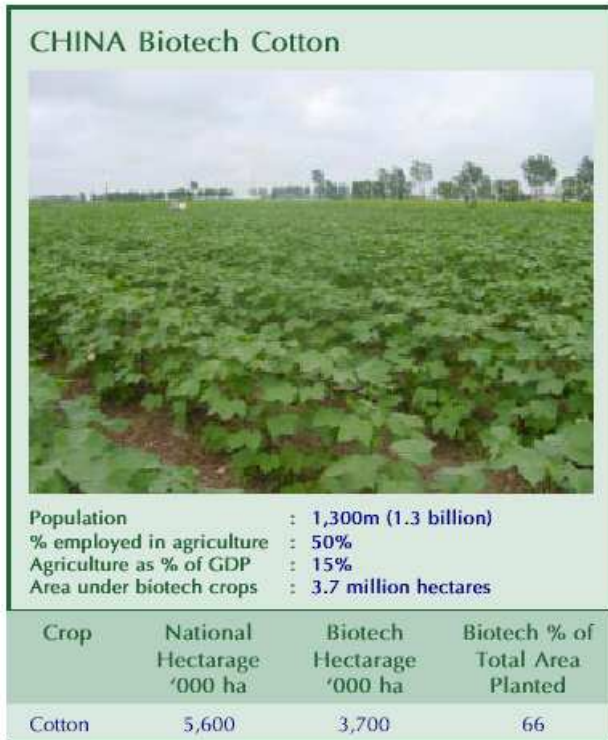 CHINA Biotech Cotton
Population : 1,300m (1.3 billion)
% employed in agriculture : 50%
Agriculture as % of GDP : 15%
Area under biotech crops : 3.7 million hectares
Crop National Biotech Biotech % of
Hectarage Hectarage Total Area
‘000 ha ‘000 ha Planted
Cotton 5,600 3,700 66